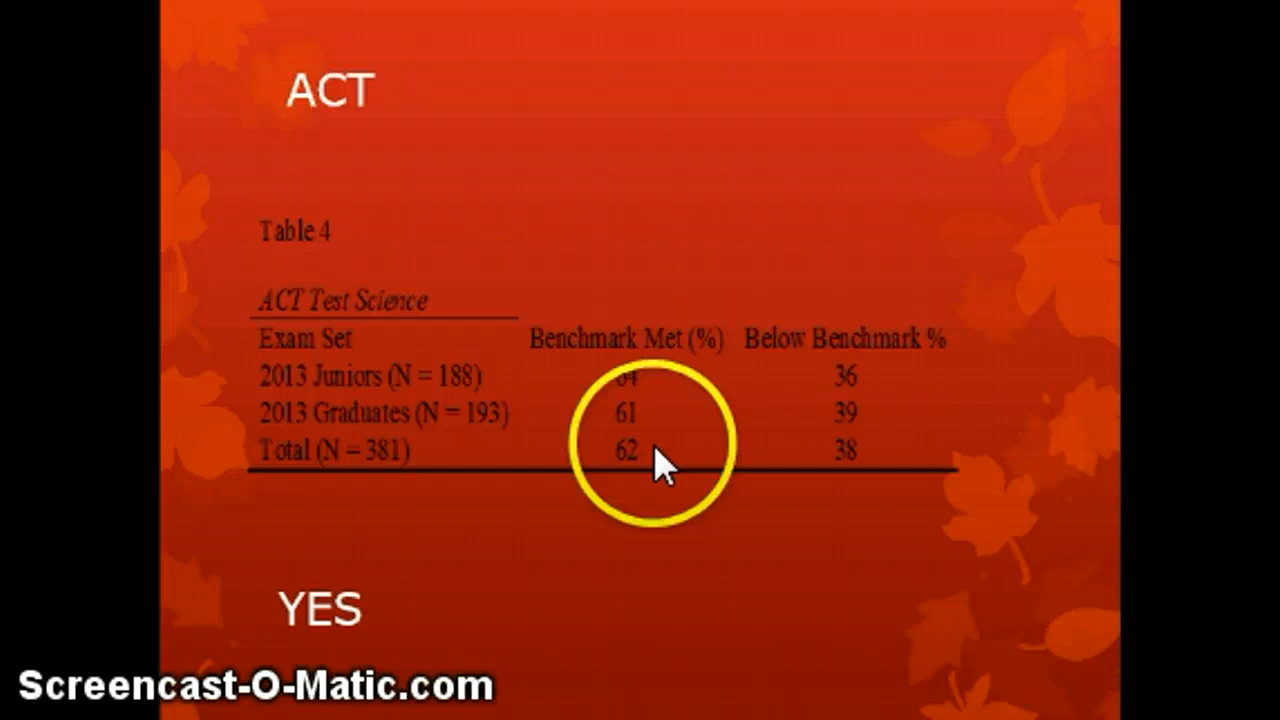 ACT
Table 4
ACT Test Science
Exam Set Benchmark Met (%) Below Benchmark %
2013 Juniors (N = 188) 64 36
2013 Graduates (N = 193) 61 39
Total (N = 381) 62 38
YES
Screencast-O-Matic.com